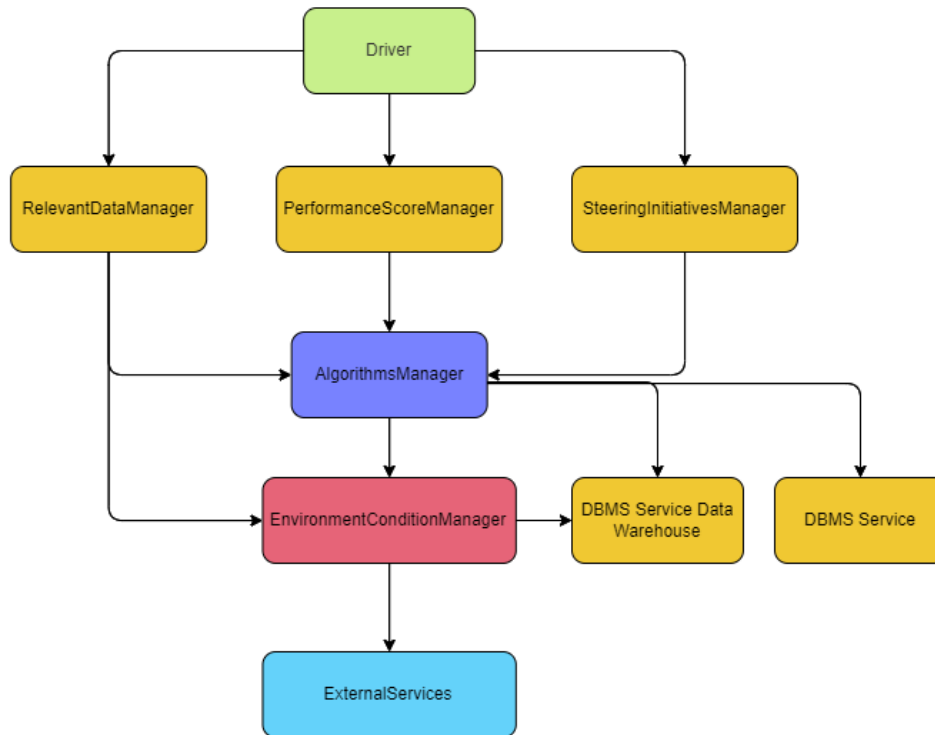 Driver
RelevantDataManager
PerformanceScoreManager
SteeringInitiativesManager
AlgorithmsManager
EnvironmentConditionManager
DBMS Service Data
Warehouse
DBMS Service
ExternalServices